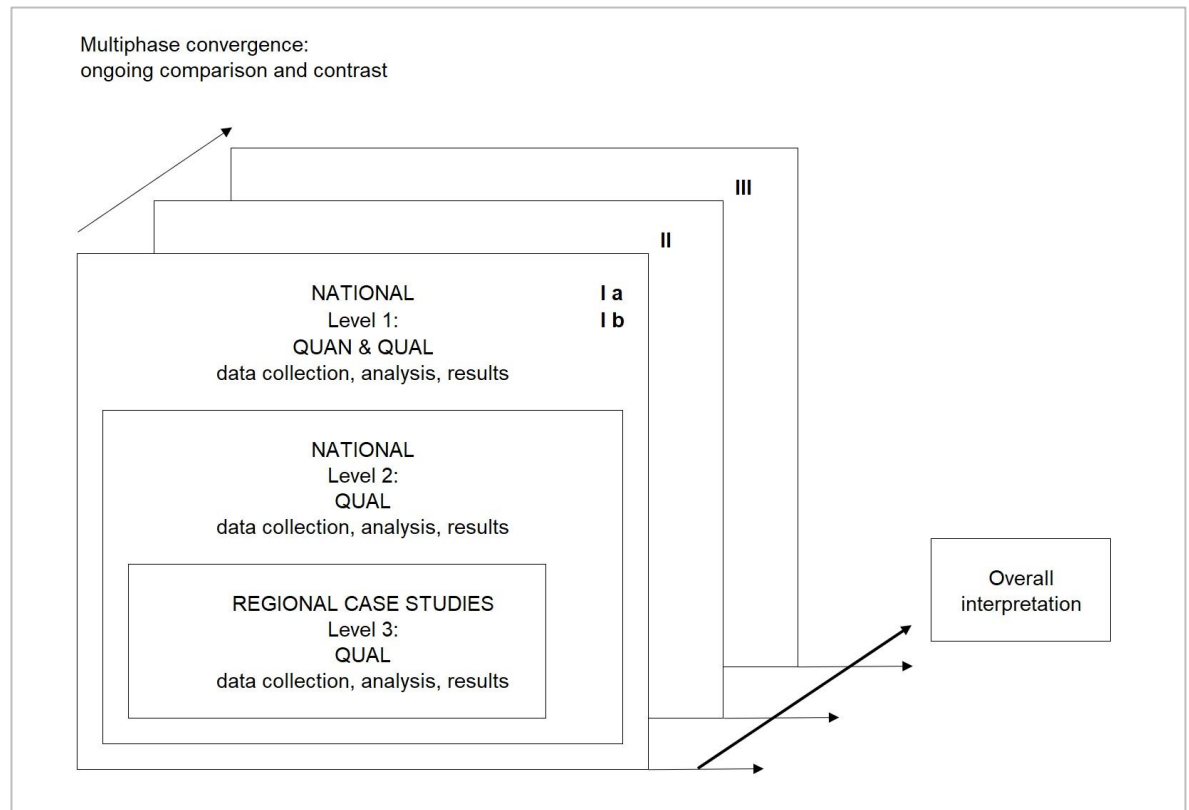 Multiphase convergence:
ongoing comparison and contrast
III
II
NATIONAL
I a
Level 1:
I b
QUAN & QUAL
data collection, analysis, results
NATIONAL
Level 2:
QUAL
data collection, analysis, results
REGIONAL CASE STUDIES
Level 3:
QUAL
data collection, analysis, results
Overall
interpretation